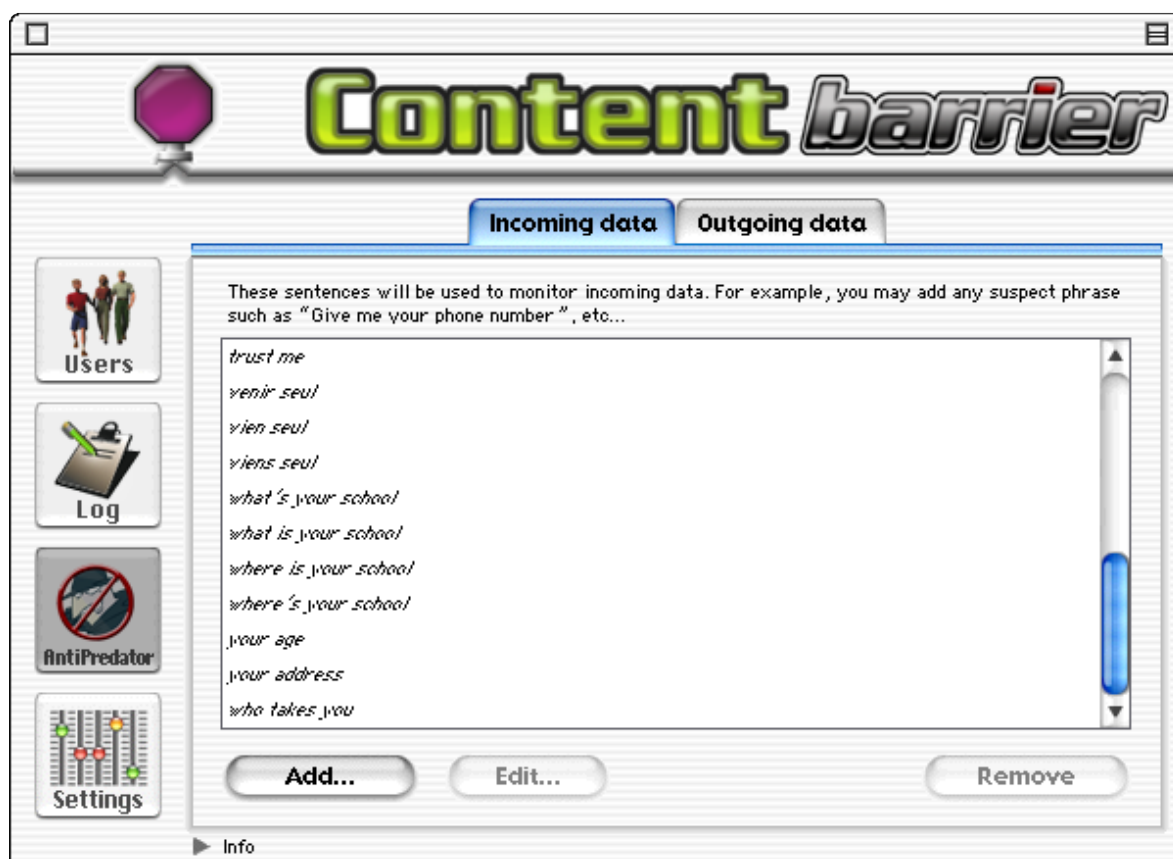 Content barrier
Incoming data
Outgoing data
Users
Log
AntiPredator
Settings
These sentences will be used to monitor incoming data. For example, you may add any suspect phrase
such as "Give me your phone number", etc...
trust me
venir seul
vien seul
viens seul
what's your school
what is your school
where is your school
where's your school
your age
your address
who takes you
Add...
Edit...
Remove
Info